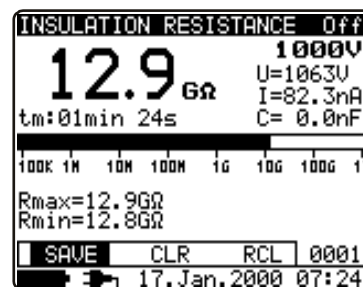 INSULATION RESISTANCE Off
1000V
12.9 GΩ
U=1063V
I=82.3nA
tm:01min 24s C= 0.0nF
100K 1M 10M 100M 1G 10G 100G 1
Rmax=12.9GΩ
Rmin=12.8GΩ
SAVE CLR RCL 0001
17.Jan.2000 07:24